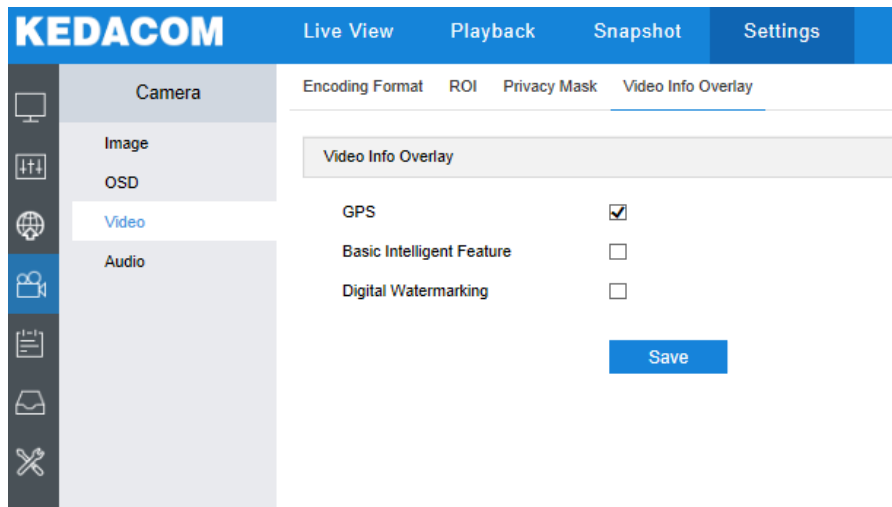 KEDACOM
Live View Playback Snapshot Settings
Camera
Image
OSD
Video
Audio
Encoding Format ROI Privacy Mask Video Info Overlay
Video Info Overlay
GPS
Basic Intelligent Feature
Digital Watermarking
Save